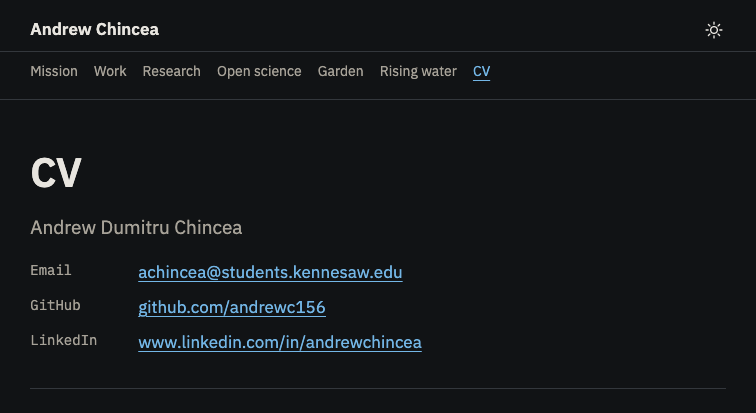 Andrew Chincea
Mission Work Research Open science Garden Rising water CV
CV
Andrew Dumitru Chincea
Email achincea@students.kennesaw.edu
GitHub github.com/andrewc156
LinkedIn www.linkedin.com/in/andrewchincea